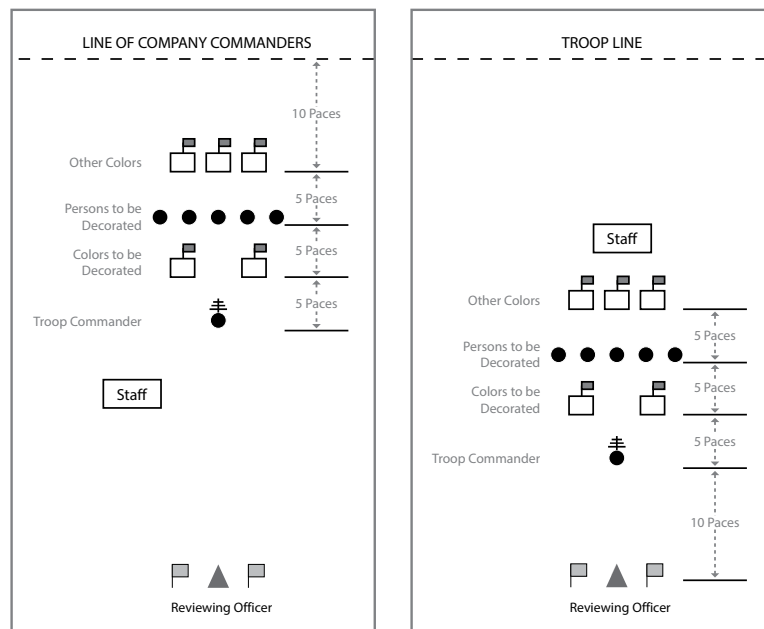 LINE OF COMPANY COMMANDERS
10 Paces
Other Colors
5 Paces
Persons to be
Decorated
5 Paces
Colors to be
Decorated
5 Paces
Troop Commander
Staff
Reviewing Officer
TROOP LINE
Staff
Other Colors
5 Paces
Persons to be
Decorated
5 Paces
Colors to be
Decorated
5 Paces
Troop Commander
10 Paces
Reviewing Officer